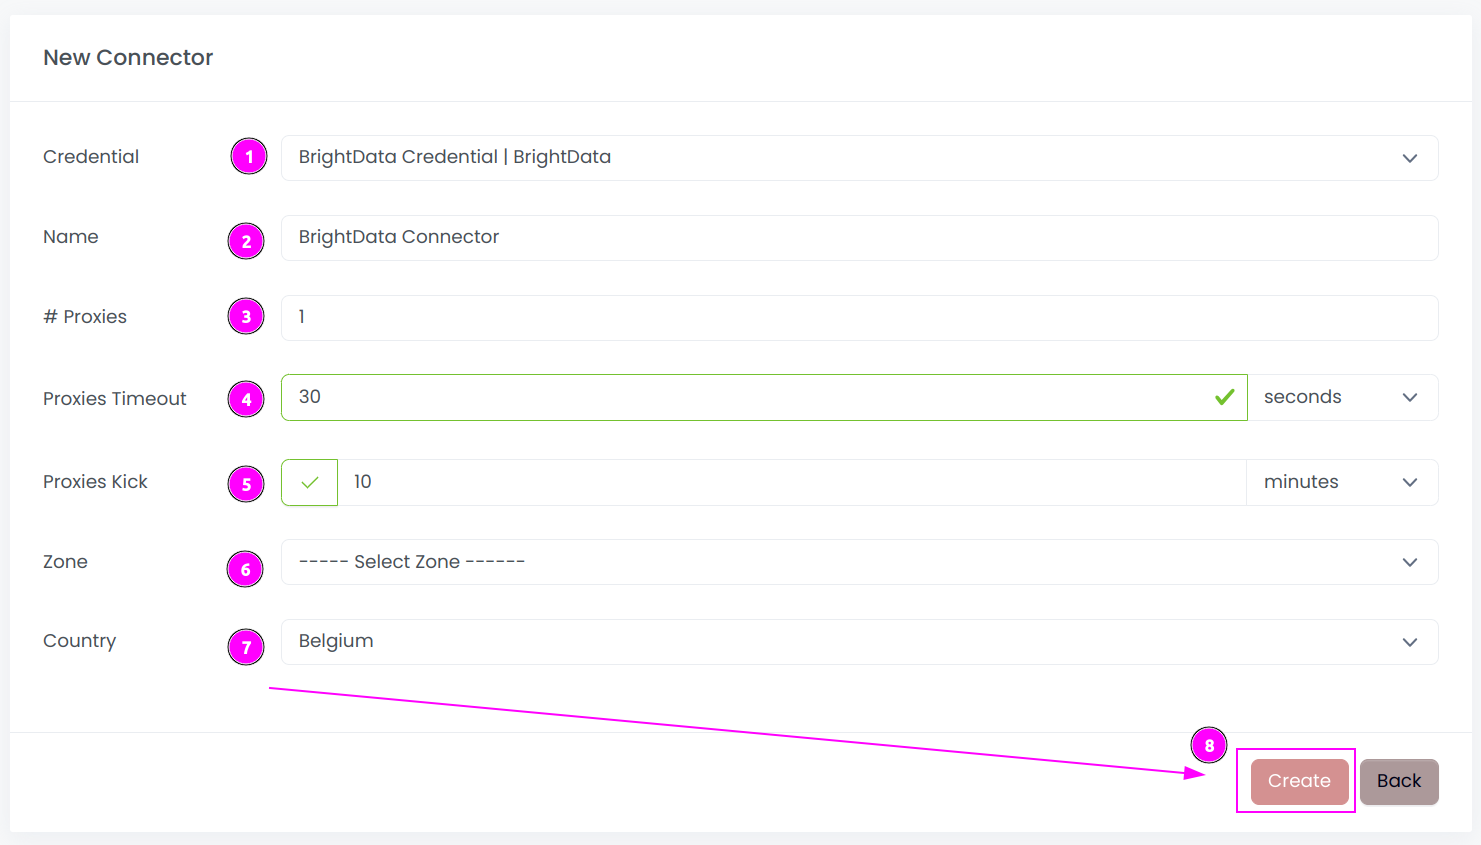 New Connector
Credential 1 BrightData Credential | BrightData
Name 2 BrightData Connector
# Proxies 3 1
Proxies Timeout 4 30 seconds
Proxies Kick 5 10 minutes
Zone 6 ----- Select Zone ------
Country 7 Belgium
8
Create Back